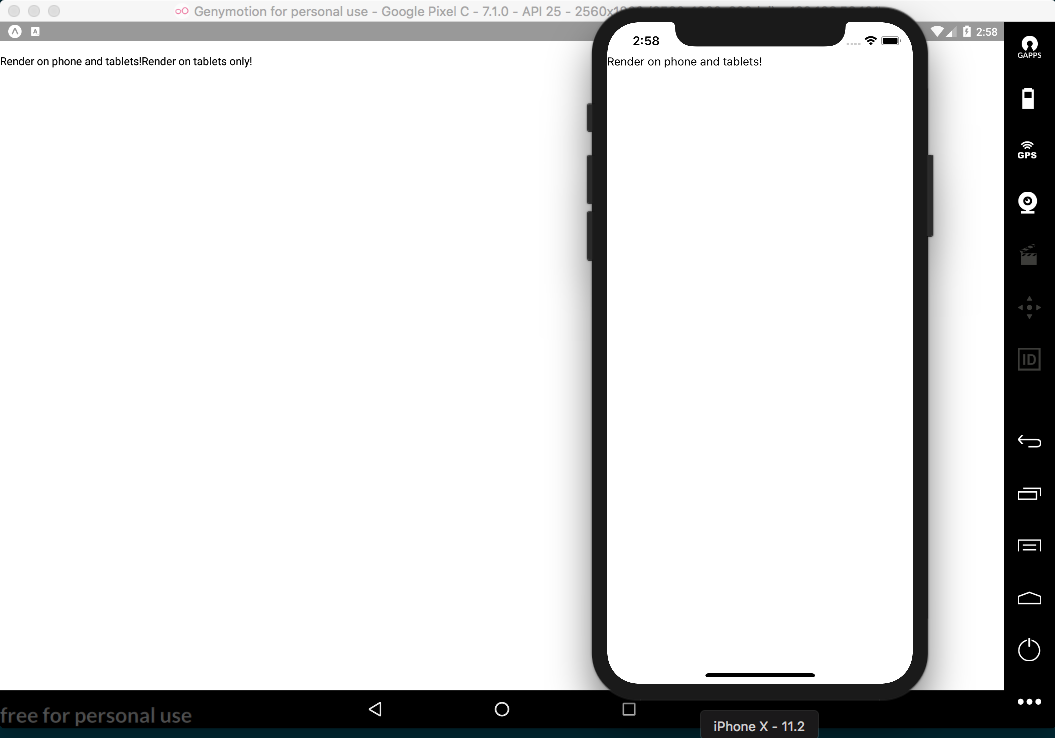 Genymotion for personal use - Google Pixel C - 7.1.0 - API 25 - 2560x1
2:58
Render on phone and tablets!Render on tablets only!
2:58
Render on phone and tablets!
GAPPS
GPS
ID
free for personal use
iPhone X - 11.2